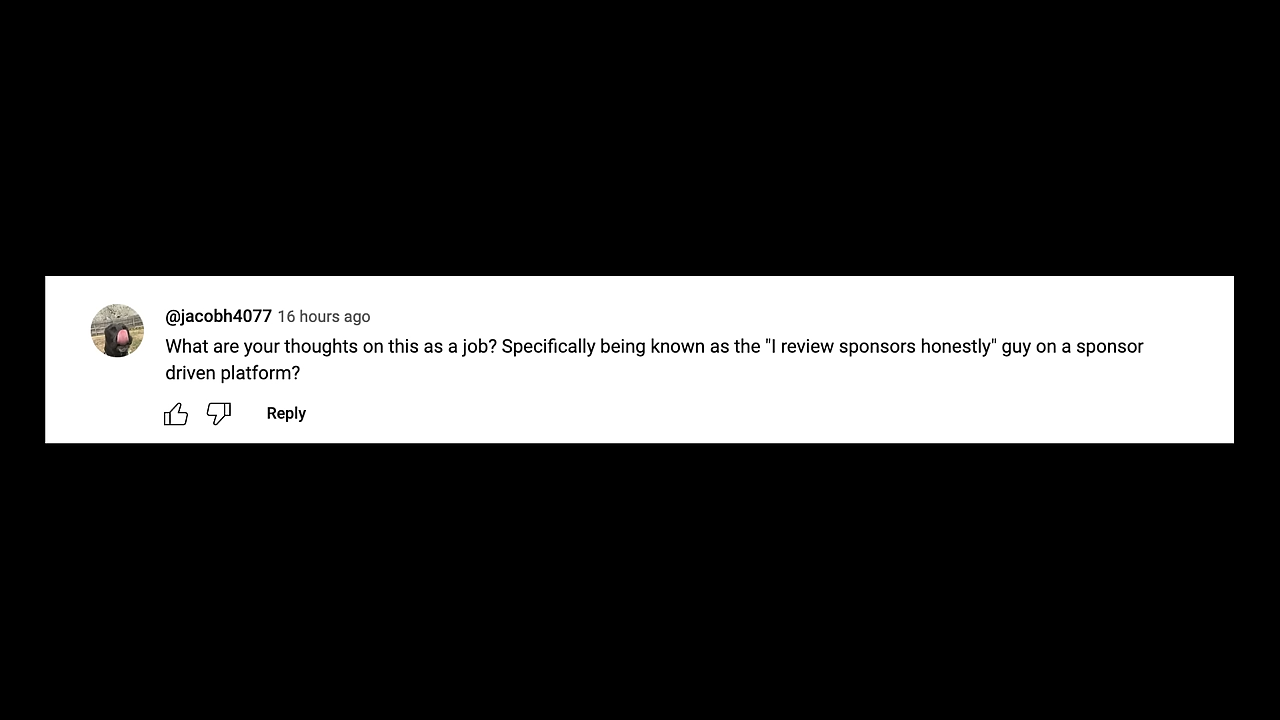 @jacobh4077 16 hours ago
What are your thoughts on this as a job? Specifically being known as the "I review sponsors honestly" guy on a sponsor
driven platform?
Reply